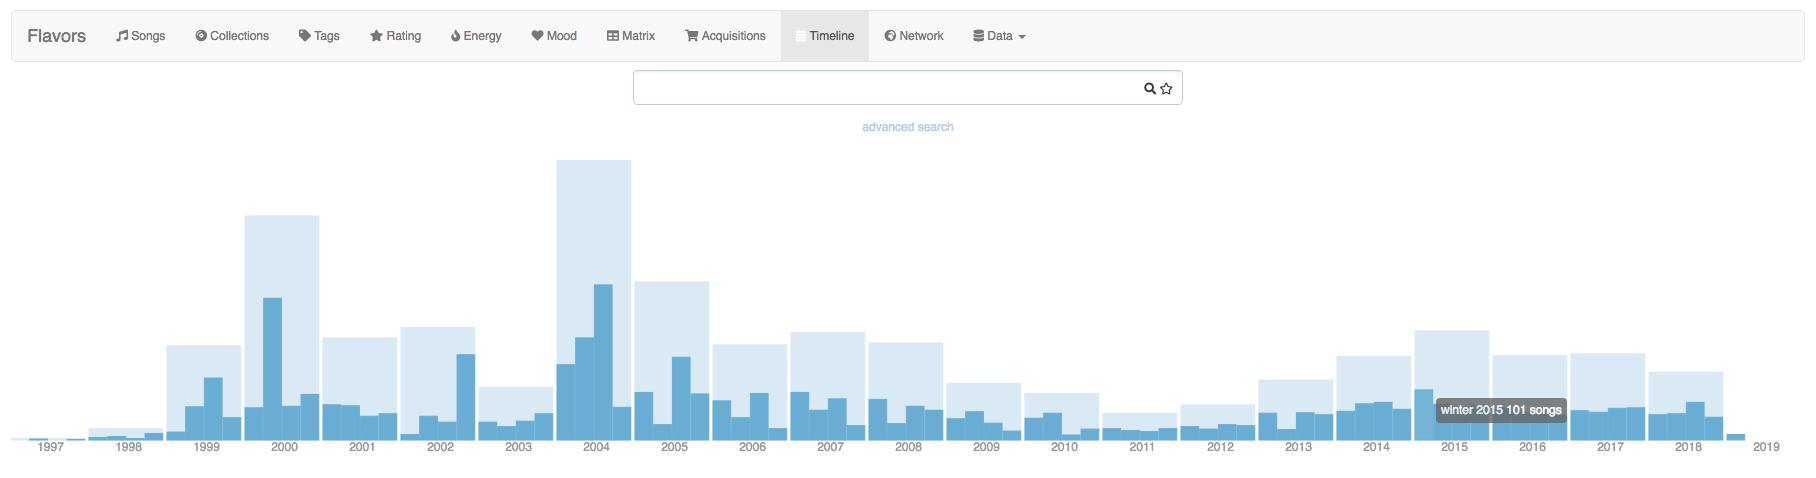 Flavors Songs Collections Tags Rating Energy Mood Matrix Acquisitions Timeline Network Data
advanced search
winter 2015 101 songs
1997 1998 1999 2000 2001 2002 2003 2004 2005 2006 2007 2008 2009 2010 2011 2012 2013 2014 2015 2016 2017 2018 2019